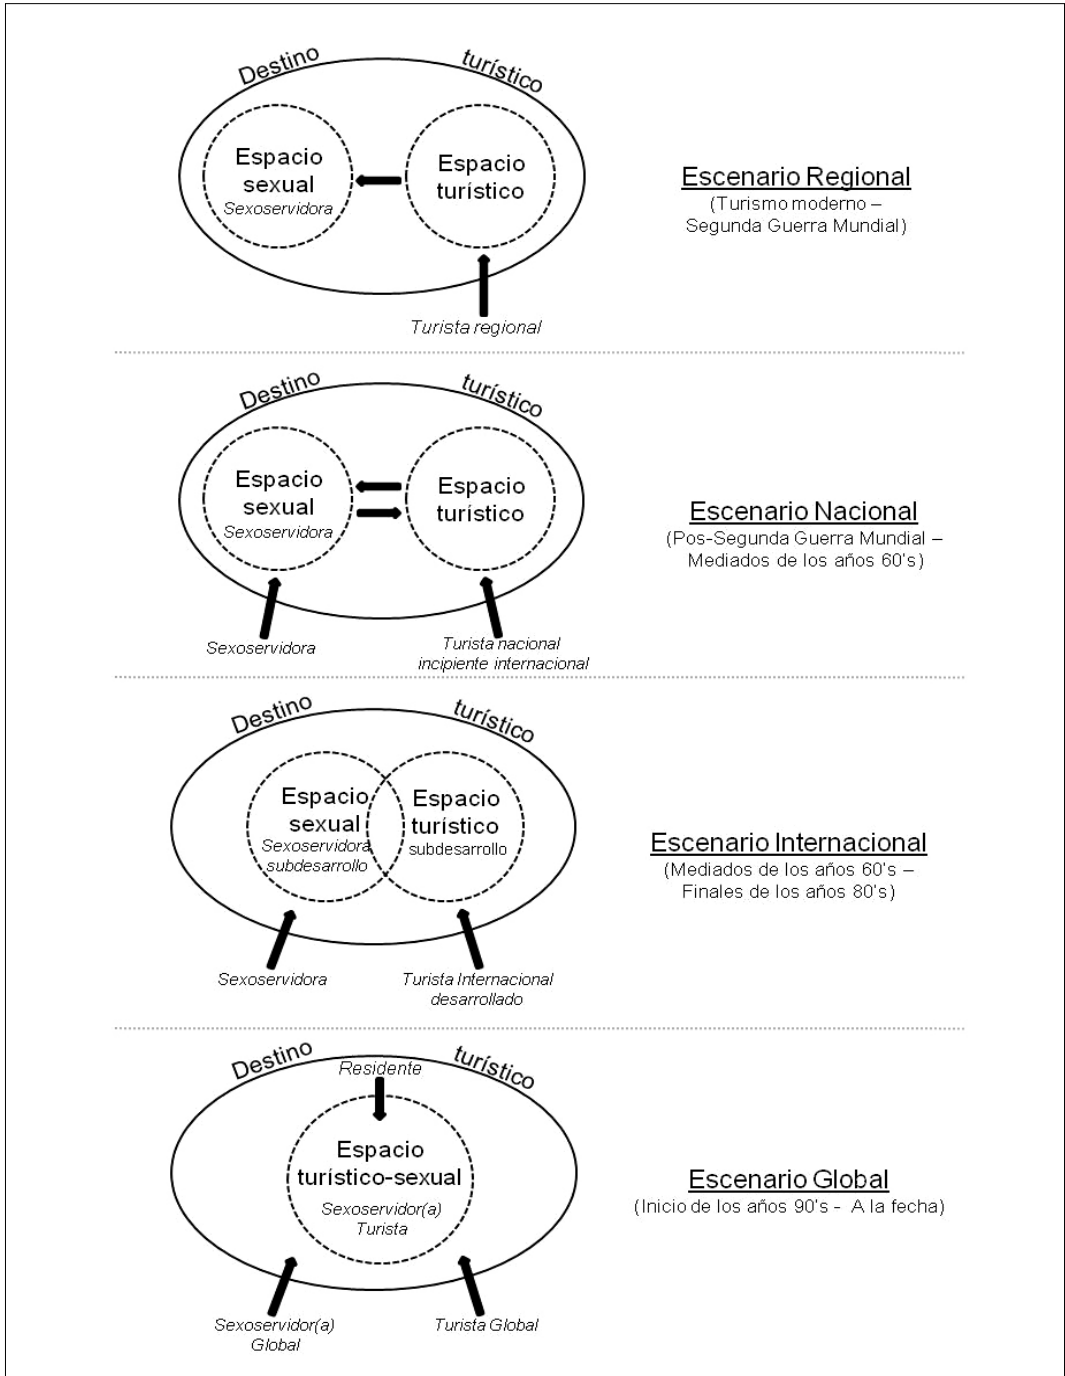 Destino turístico
Espacio
sexual
Sexoservidora
Espacio
turístico
Turista regional
Escenario Regional
(Turismo moderno –
Segunda Guerra Mundial)
Destino turístico
Espacio
sexual
Sexoservidora
Espacio
turístico
Sexoservidora
Turista nacional
incipiente internacional
Escenario Nacional
(Pos-Segunda Guerra Mundial –
Mediados de los años 60's)
Destino turístico
Espacio
sexual
Sexoservidora
subdesarrollo
Espacio
turístico
subdesarrollo
Sexoservidora
Turista Internacional
desarrollado
Escenario Internacional
(Mediados de los años 60's –
Finales de los años 80's)
Destino turístico
Residente
Espacio
turístico-sexual
Sexoservidor(a)
Turista
Sexoservidor(a)
Global
Turista Global
Escenario Global
(Inicio de los años 90's - A la fecha)